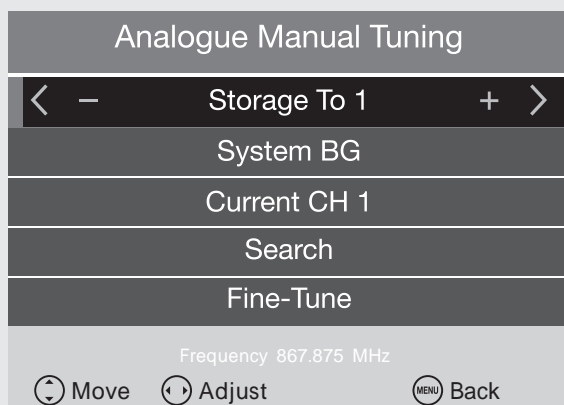 Analogue Manual Tuning
< − Storage To 1 + >
System BG
Current CH 1
Search
Fine-Tune
Frequency 867.875 MHz
Move Adjust MENU Back